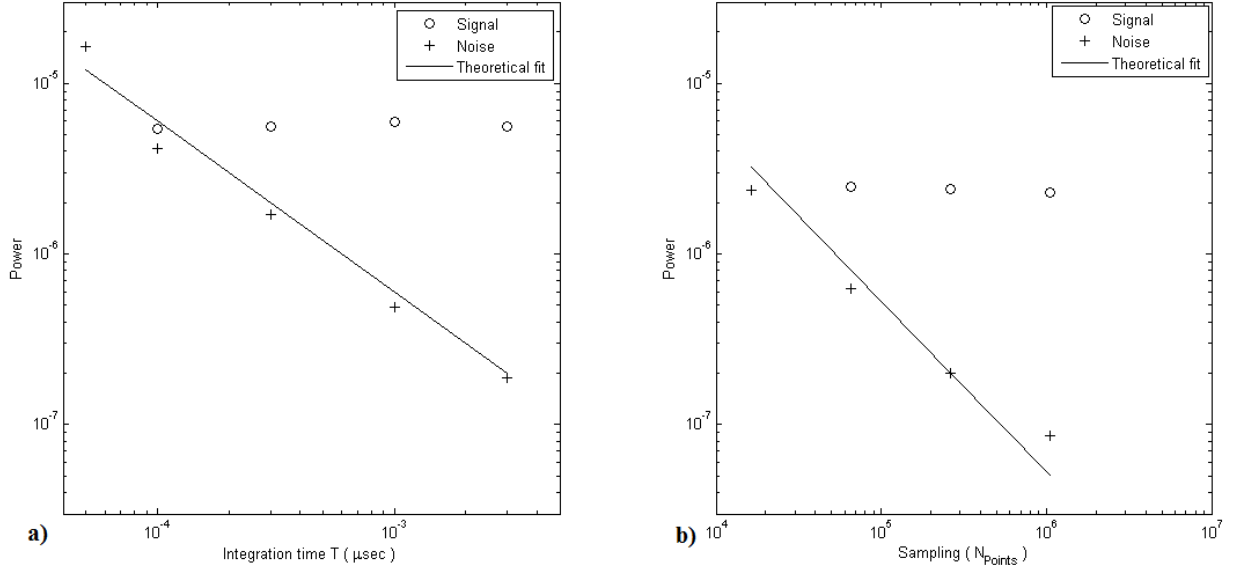 Signal
Noise
Theoretical fit
10^-5
10^-6
10^-7
Power
10^-4
10^-3
Integration time T ( μsec )
a)
Signal
Noise
Theoretical fit
10^-5
10^-6
10^-7
Power
10^4
10^5
10^6
10^7
Sampling ( N_Points )
b)